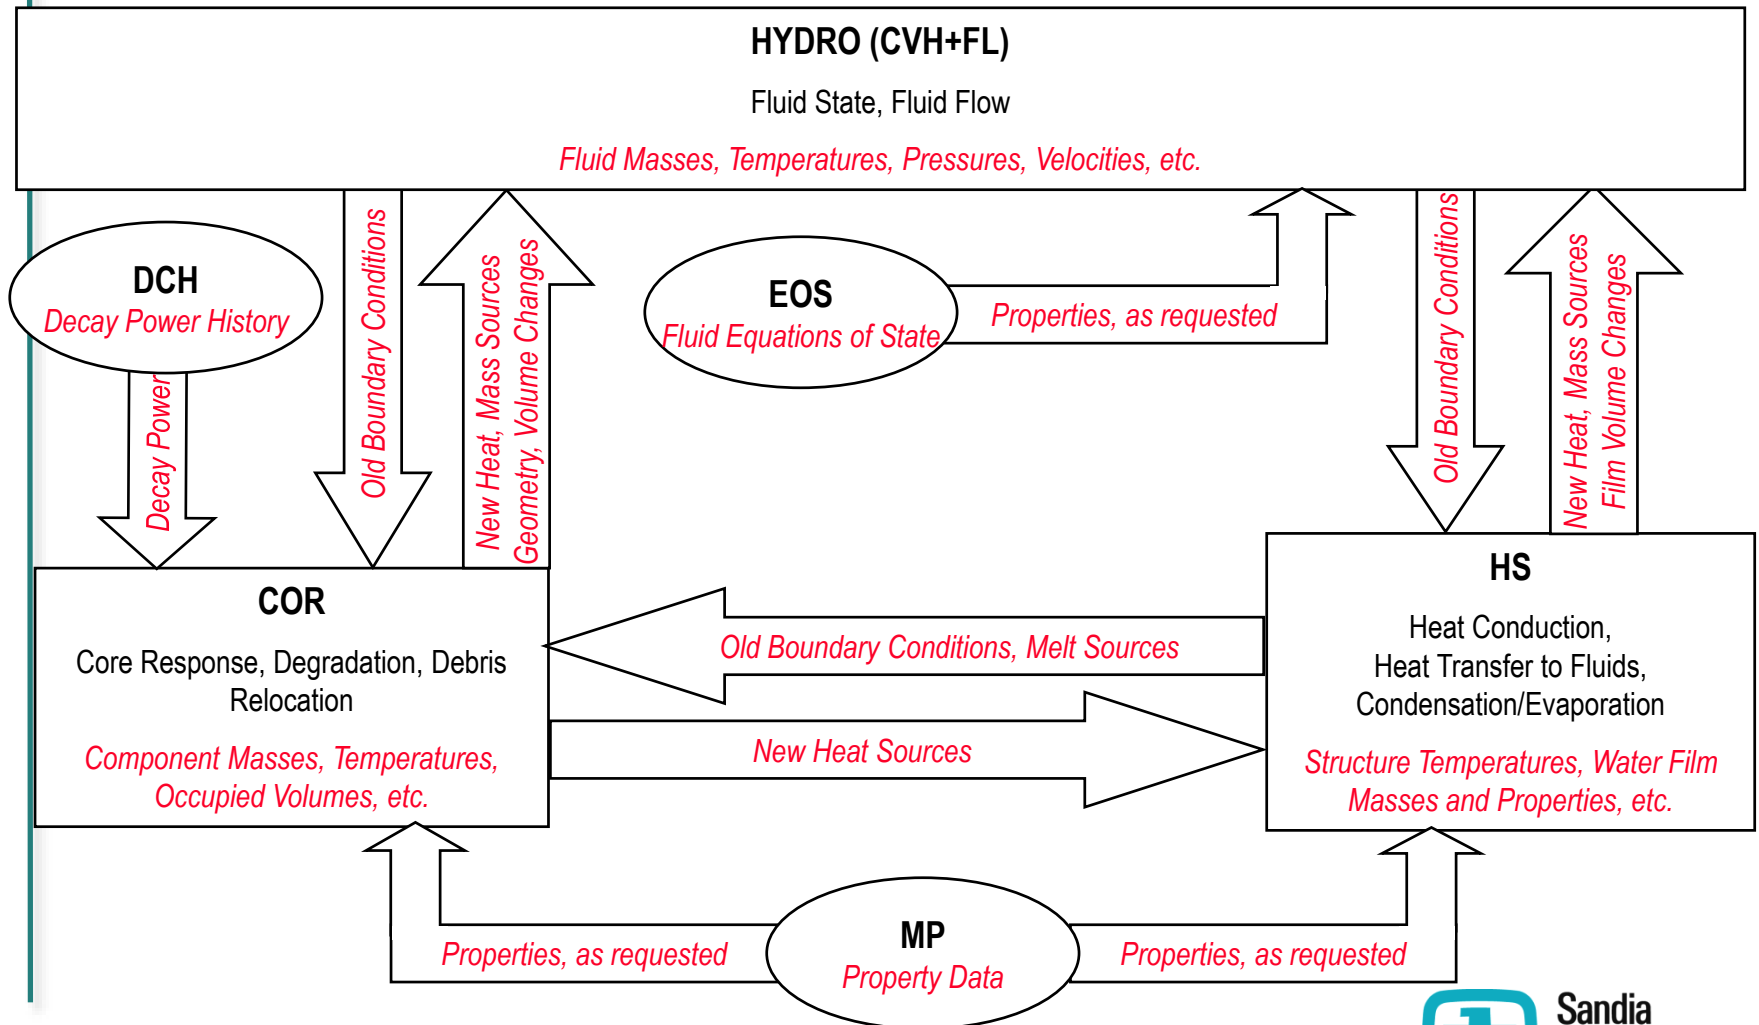 HYDRO (CVH+FL)
Fluid State, Fluid Flow
Fluid Masses, Temperatures, Pressures, Velocities, etc.
DCH
Decay Power History
Decay Power
Old Boundary Conditions
New Heat, Mass Sources
Geometry, Volume Changes
EOS
Fluid Equations of State
Properties, as requested
Old Boundary Conditions
New Heat, Mass Sources
Film Volume Changes
COR
Core Response, Degradation, Debris
Relocation
Component Masses, Temperatures,
Occupied Volumes, etc.
Old Boundary Conditions, Melt Sources
New Heat Sources
HS
Heat Conduction,
Heat Transfer to Fluids,
Condensation/Evaporation
Structure Temperatures, Water Film
Masses and Properties, etc.
Properties, as requested
MP
Property Data
Properties, as requested
Sandia